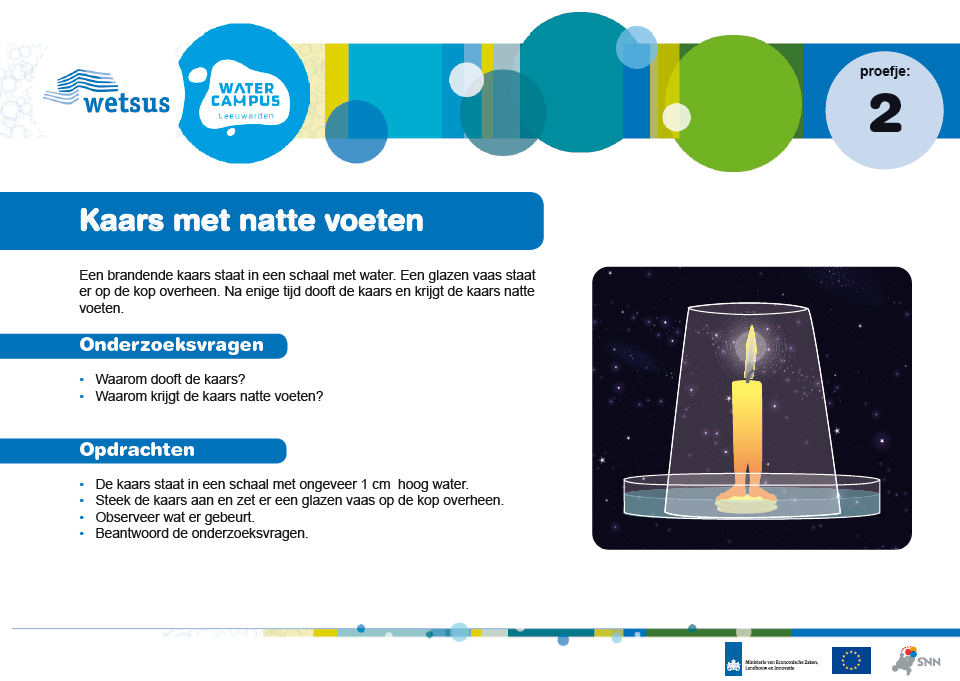 wetsus
WATER
CAMPUS
Leeuwarden
proefje:
2
Kaars met natte voeten
Een brandende kaars staat in een schaal met water. Een glazen vaas staat
er op de kop overheen. Na enige tijd dooft de kaars en krijgt de kaars natte
voeten.
Onderzoeksvragen
• Waarom dooft de kaars?
• Waarom krijgt de kaars natte voeten?
Opdrachten
• De kaars staat in een schaal met ongeveer 1 cm  hoog water.
• Steek de kaars aan en zet er een glazen vaas op de kop overheen.
• Observeer wat er gebeurt.
• Beantwoord de onderzoeksvragen.
Ministerie van Economische Zaken,
Landbouw en Innovatie
SNN